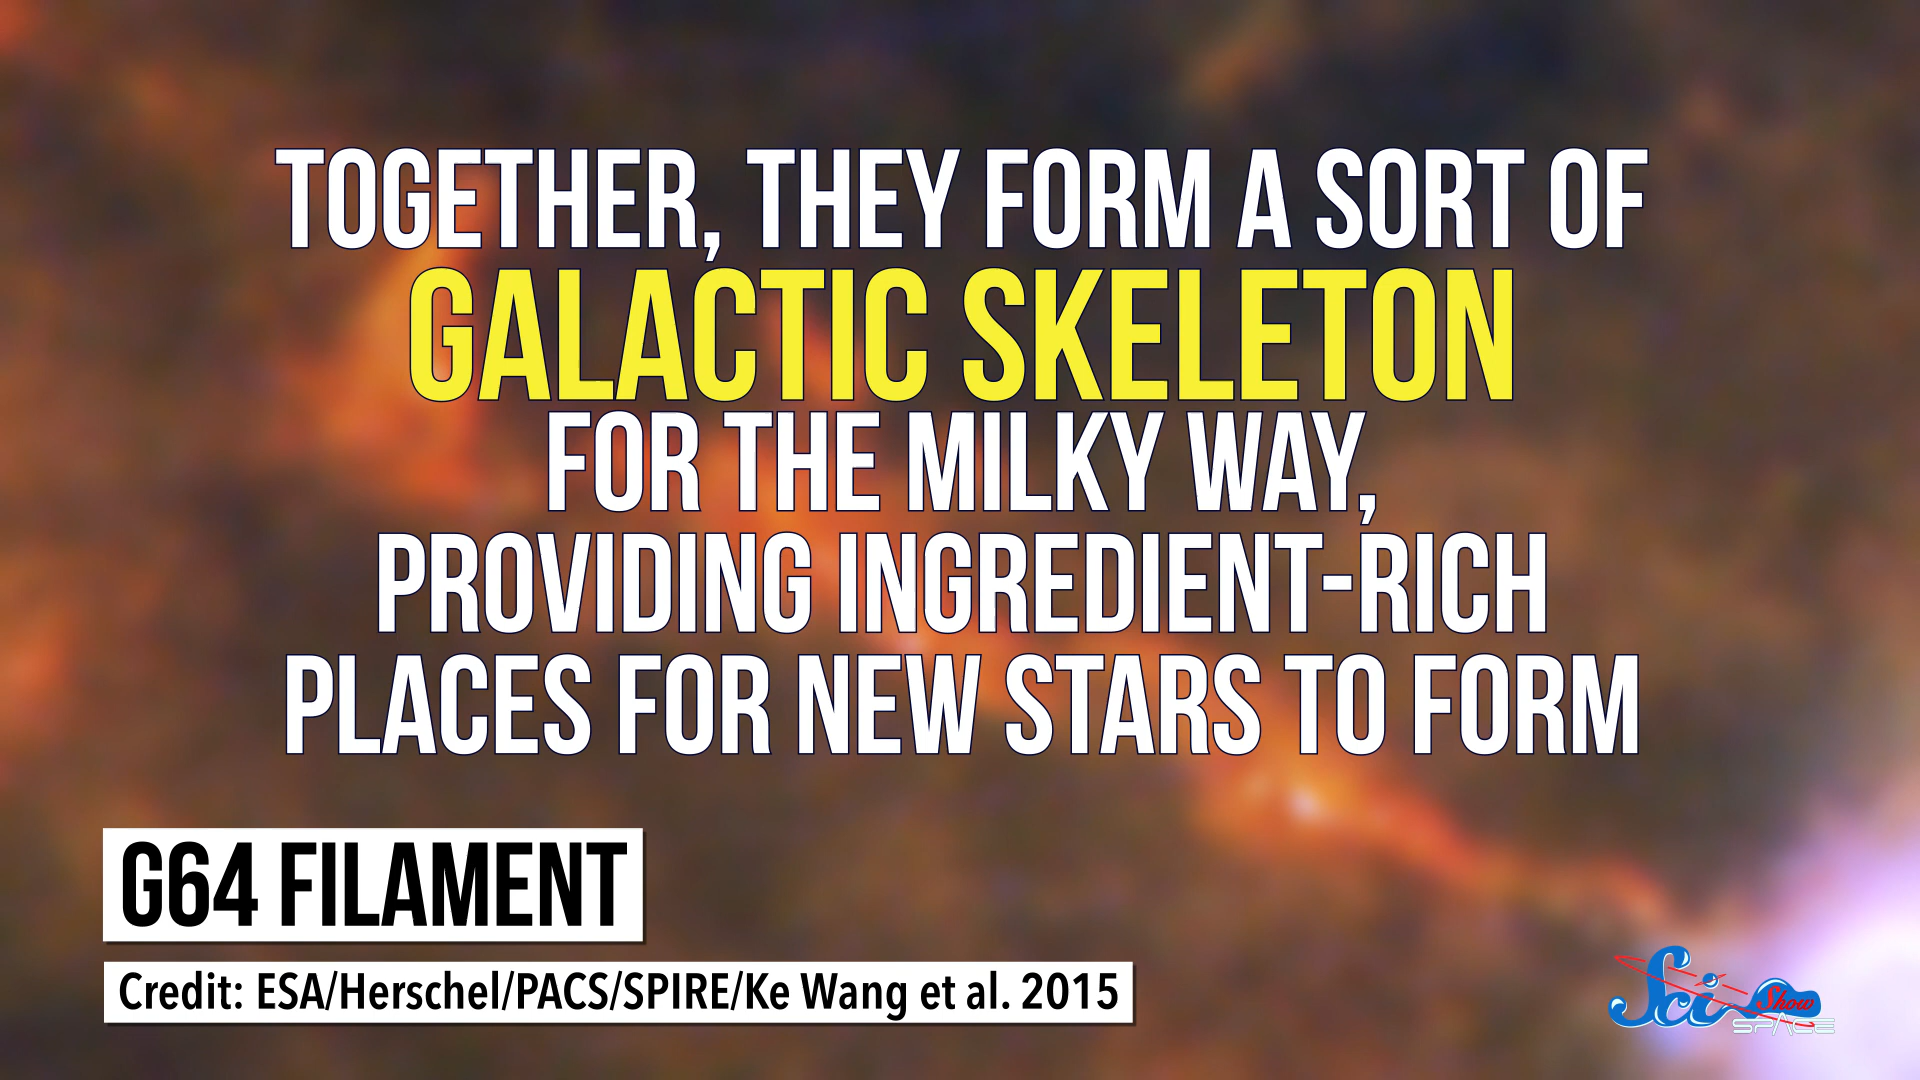 TOGETHER, THEY FORM A SORT OF
GALACTIC SKELETON
FOR THE MILKY WAY,
PROVIDING INGREDIENT-RICH
PLACES FOR NEW STARS TO FORM
G64 FILAMENT
Credit: ESA/Herschel/PACS/SPIRE/Ke Wang et al. 2015
Sci Show
SPACE